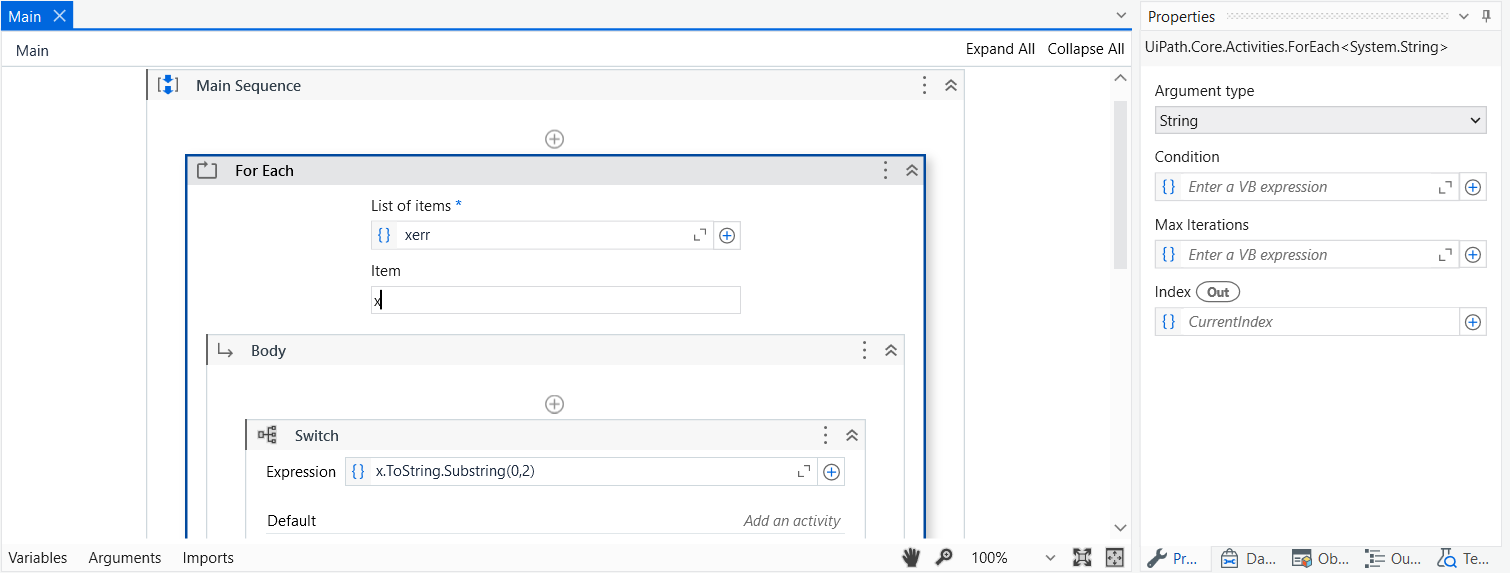 Main
Main
Expand All Collapse All
Main Sequence
For Each
List of items *
{} xerr
Item
x
Body
Switch
Expression {} x.ToString.Substring(0,2)
Default Add an activity
Variables Arguments Imports
100%
Properties
UiPath.Core.Activities.ForEach<System.String>
Argument type
String
Condition
{} Enter a VB expression
Max Iterations
{} Enter a VB expression
Index Out
{} CurrentIndex
Pr... Da... Ob... Ou... Te...